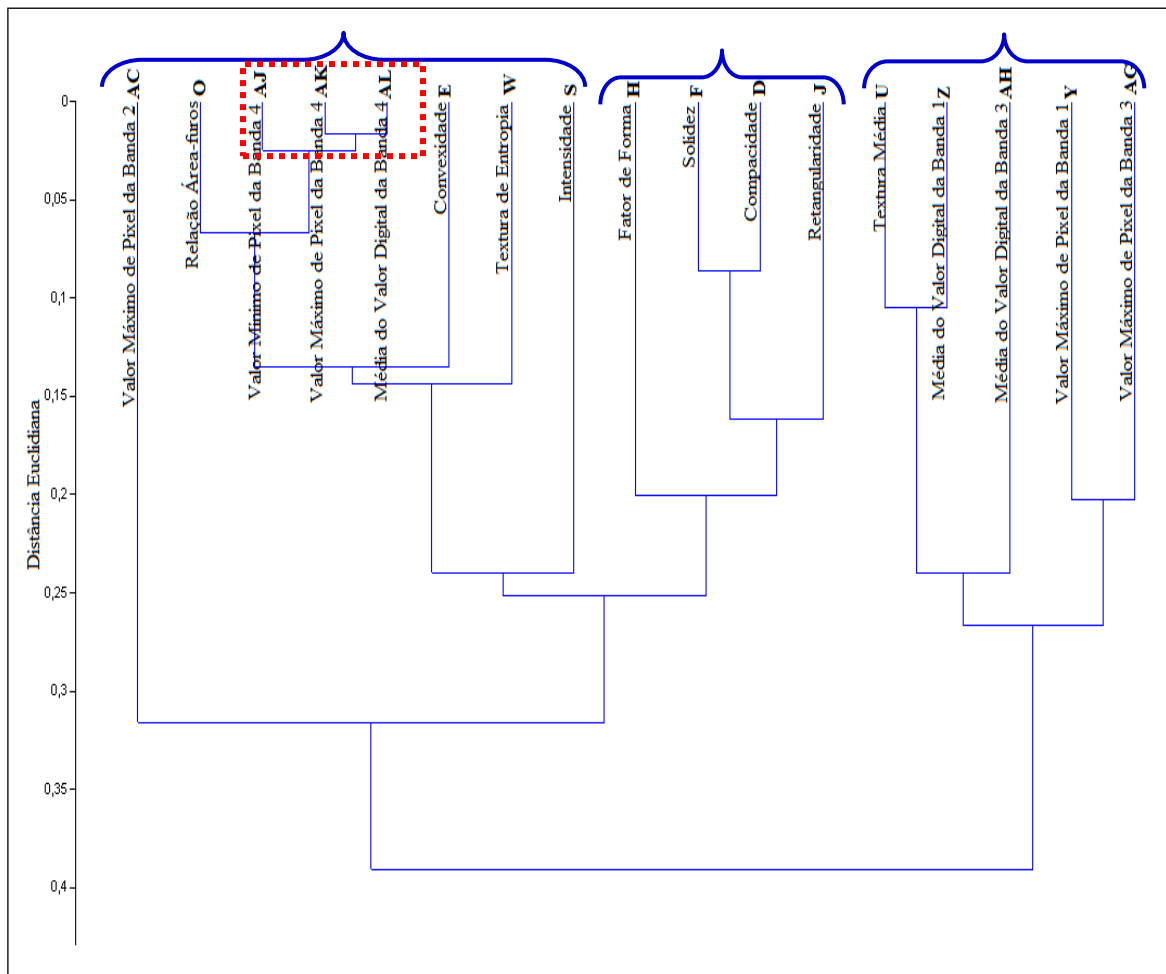 Valor Máximo de Pixel da Banda 2 AC
Relação Área-furos O
Valor Mínimo de Pixel da Banda 4 AJ
Valor Máximo de Pixel da Banda 4 AK
Média do Valor Digital da Banda 4 AL
Convexidade E
Textura de Entropia W
Intensidade S
Fator de Forma H
Solidez F
Compacidade D
Retangularidade J
Textura Média U
Média do Valor Digital da Banda 1 Z
Média do Valor Digital da Banda 3 AH
Valor Máximo de Pixel da Banda 1 Y
Valor Máximo de Pixel da Banda 3 AG
Distância Euclidiana
0
0,05
0,1
0,15
0,2
0,25
0,3
0,35
0,4